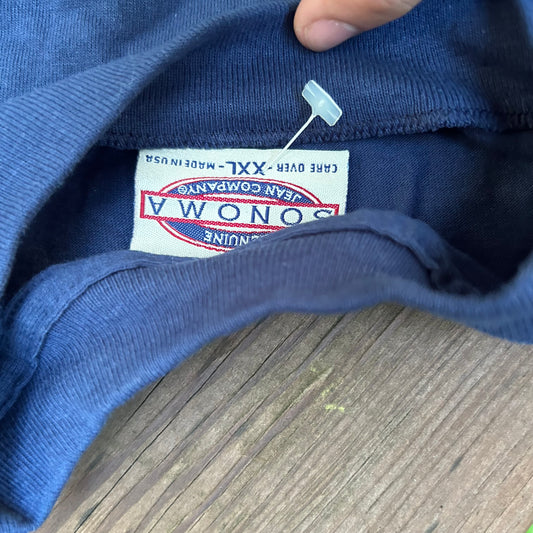 GENUINE
SONOMA
JEAN COMPANY®
CARE OVER - XXL - MADE IN USA